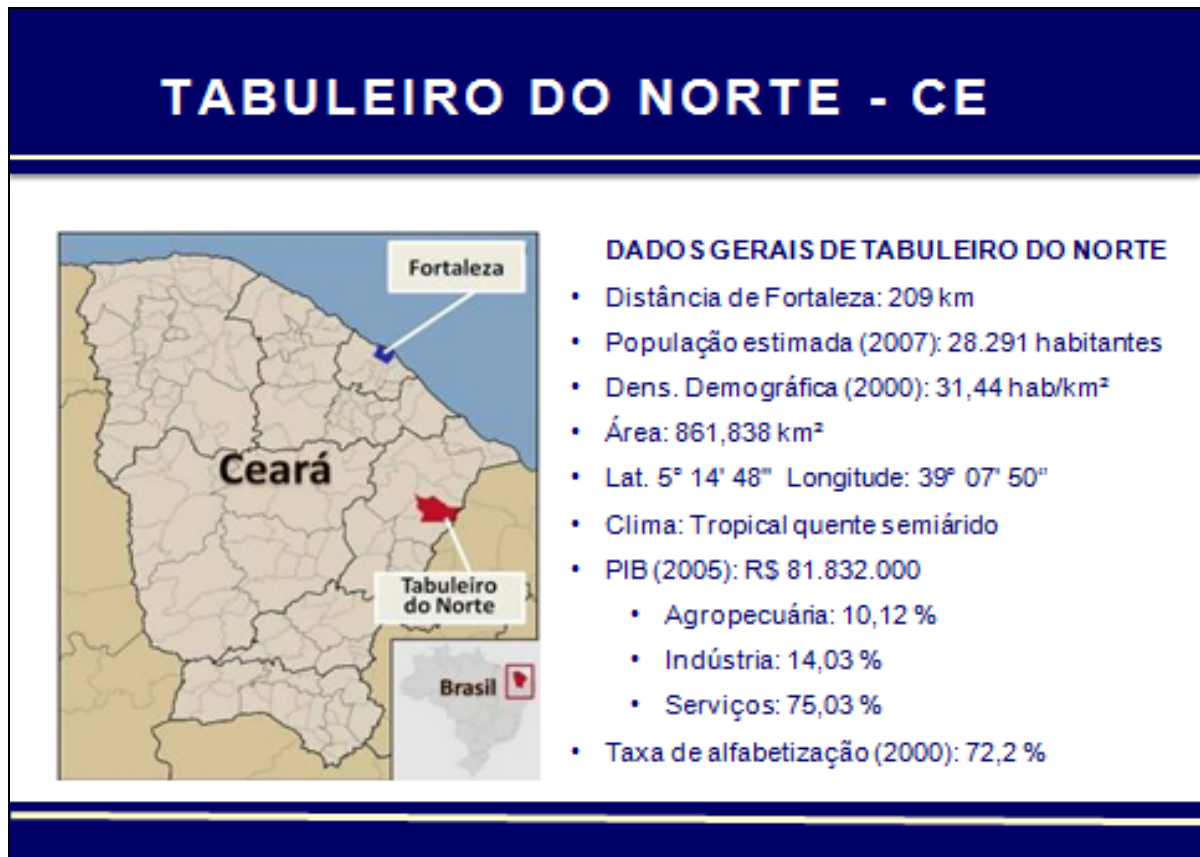 TABULEIRO DO NORTE - CE
Fortaleza
Ceará
Tabuleiro
do Norte
Brasil
DADOS GERAIS DE TABULEIRO DO NORTE
• Distância de Fortaleza: 209 km
• População estimada (2007): 28.291 habitantes
• Dens. Demográfica (2000): 31,44 hab/km²
• Área: 861,838 km²
• Lat. 5° 14' 48" Longitude: 39° 07' 50"
• Clima: Tropical quente semiárido
• PIB (2005): R$ 81.832.000
• Agropecuária: 10,12 %
• Indústria: 14,03 %
• Serviços: 75,03 %
• Taxa de alfabetização (2000): 72,2 %